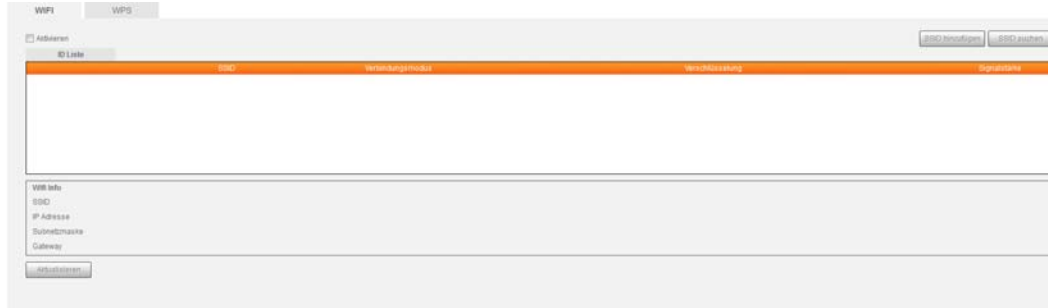 WIFI WPS
Aktivieren SSID hinzufügen SSID suchen
ID Liste
SSID Verbindungsmodus Verschlüsselung Signalstärke
Wifi Info
SSID
IP Adresse
Subnetzmaske
Gateway
Aktualisieren